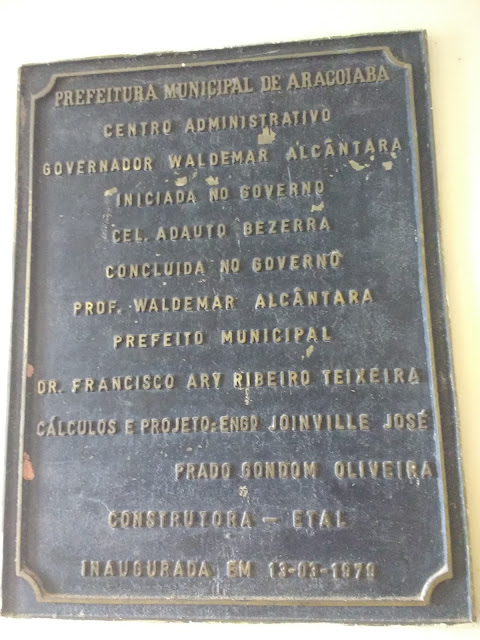 PREFEITURA MUNICIPAL DE ARACOIABA
CENTRO ADMINISTRATIVO
GOVERNADOR WALDEMAR ALCÂNTARA
INICIADA NO GOVERNO
CEL. ADAUTO BEZERRA
CONCLUIDA NO GOVERNO
PROF. WALDEMAR ALCÂNTARA
PREFEITO MUNICIPAL
DR. FRANCISCO ARY RIBEIRO TEIXEIRA
CÁLCULOS E PROJETO: ENGO JOINVILLE JOSÉ
PRADO GONDOM OLIVEIRA
CONSTRUTORA — ETAL
INAUGURADA EM 13-03-1979